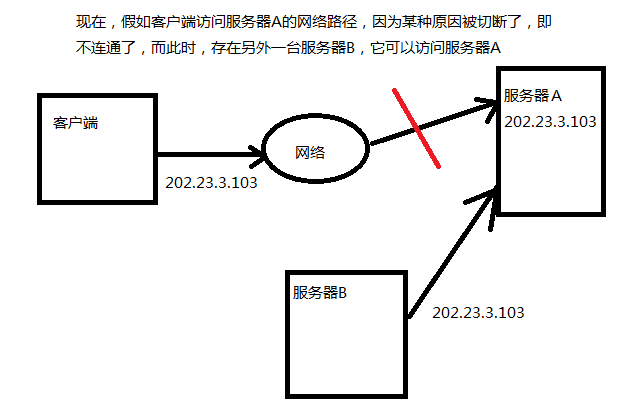 现在，假如客户端访问服务器A的网络路径，因为某种原因被切断了，即
不连通了，而此时，存在另外一台服务器B，它可以访问服务器A
客户端
网络
服务器A
202.23.3.103
202.23.3.103
服务器B
202.23.3.103